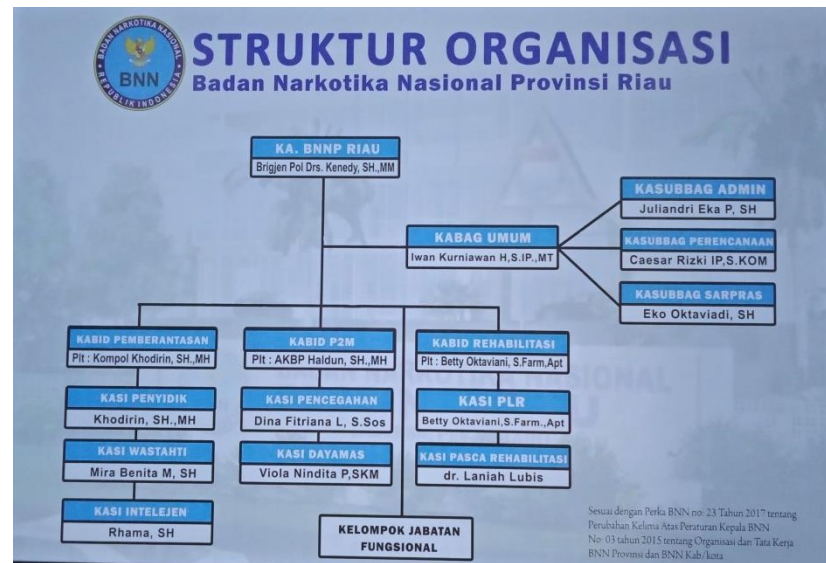 BADAN NARKOTIKA NASIONAL
BNN
REPUBLIK INDONESIA
STRUKTUR ORGANISASI
Badan Narkotika Nasional Provinsi Riau
KA. BNNP RIAU
Brigjen Pol Drs. Kenedy, SH.,MM
KABAG UMUM
Iwan Kurniawan H,S.IP.,MT
KASUBBAG ADMIN
Juliandri Eka P, SH
KASUBBAG PERENCANAAN
Caesar Rizki IP,S.KOM
KASUBBAG SARPRAS
Eko Oktaviadi, SH
KABID PEMBERANTASAN
Plt : Kompol Khodirin, SH.,MH
KASI PENYIDIK
Khodirin, SH.,MH
KASI WASTAHTI
Mira Benita M, SH
KASI INTELEJEN
Rhama, SH
KABID P2M
Plt : AKBP Haldun, SH.,MH
KASI PENCEGAHAN
Dina Fitriana L, S.Sos
KASI DAYAMAS
Viola Nindita P,SKM
KABID REHABILITASI
Plt : Betty Oktaviani, S.Farm,Apt
KASI PLR
Betty Oktaviani,S.Farm.,Apt
KASI PASCA REHABILITASI
dr. Laniah Lubis
KELOMPOK JABATAN
FUNGSIONAL
Sesuai dengan Perka BNN no: 23 Tahun 2017 tentang
Perubahan Kelima Atas Peraturan Kepala BNN
No: 03 tahun 2015 tentang Organisasi dan Tata Kerja
BNN Provinsi dan BNN Kab/kota